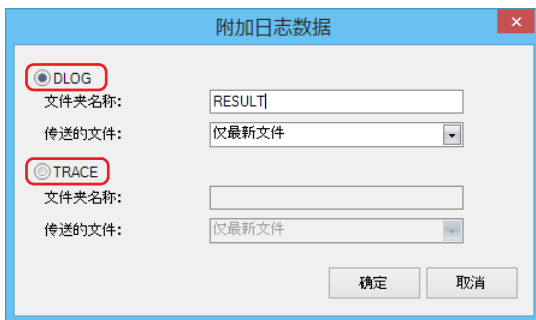 附加日志数据
DLOG
文件夹名称: RESULT
传送的文件: 仅最新文件
TRACE
文件夹名称:
传送的文件: 仅最新文件
确定 取消